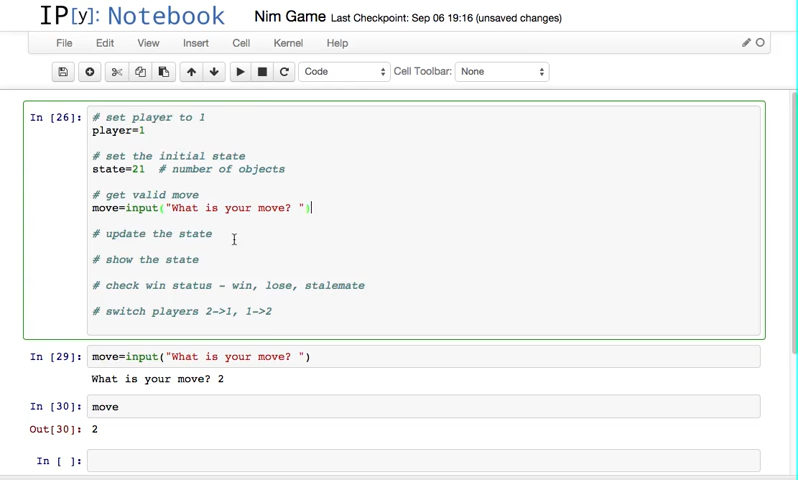 IP[y]: Notebook Nim Game Last Checkpoint: Sep 06 19:16 (unsaved changes)
File Edit View Insert Cell Kernel Help
Code Cell Toolbar: None
In [26]: # set player to 1
player=1
# set the initial state
state=21  # number of objects
# get valid move
move=input("What is your move? ")
# update the state
# show the state
# check win status - win, lose, stalemate
# switch players 2->1, 1->2
In [29]: move=input("What is your move? ")
What is your move? 2
In [30]: move
Out[30]: 2
In [ ]: